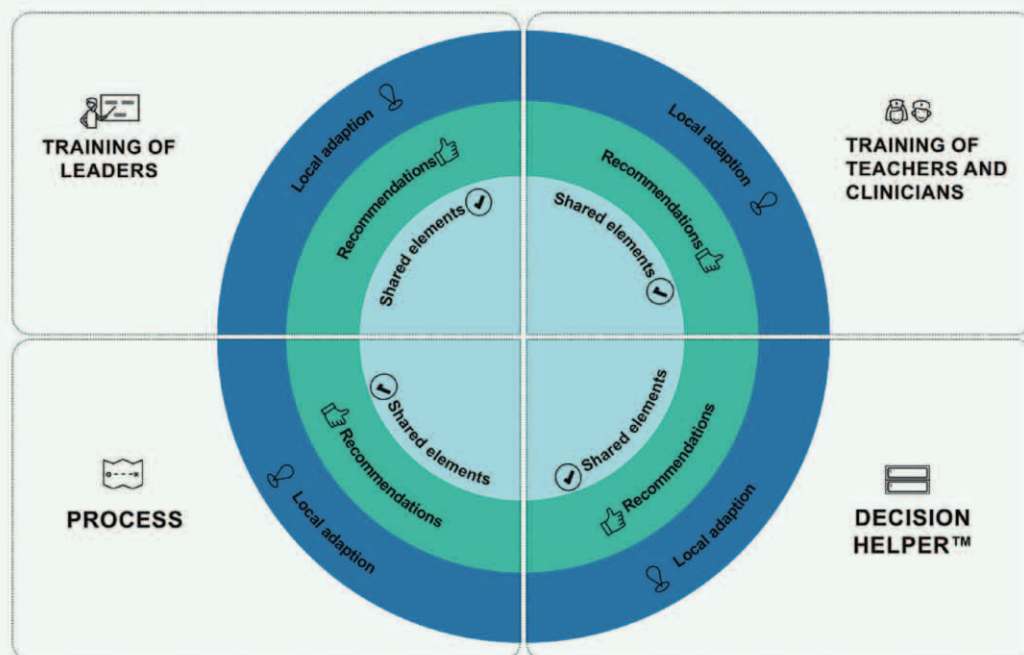 TRAINING OF
LEADERS
Local adaption
Recommendations
Shared elements
Local adaption
Recommendations
Shared elements
TRAINING OF
TEACHERS AND
CLINICIANS
PROCESS
Shared elements
Recommendations
Local adaption
Shared elements
Recommendations
Local adaption
DECISION
HELPER™